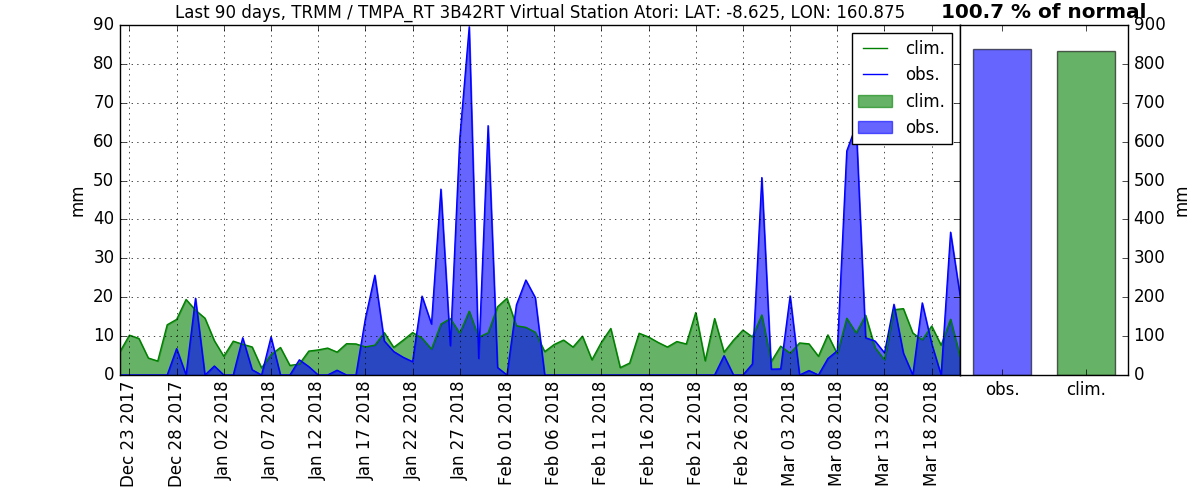 Last 90 days, TRMM / TMPA_RT 3B42RT Virtual Station Atori: LAT: -8.625, LON: 160.875
100.7 % of normal
90
80
70
60
50
40
30
20
10
0
mm
clim.
obs.
clim.
obs.
900
800
700
600
500
400
300
200
100
0
mm
Dec 23 2017
Dec 28 2017
Jan 02 2018
Jan 07 2018
Jan 12 2018
Jan 17 2018
Jan 22 2018
Jan 27 2018
Feb 01 2018
Feb 06 2018
Feb 11 2018
Feb 16 2018
Feb 21 2018
Feb 26 2018
Mar 03 2018
Mar 08 2018
Mar 13 2018
Mar 18 2018
obs.
clim.